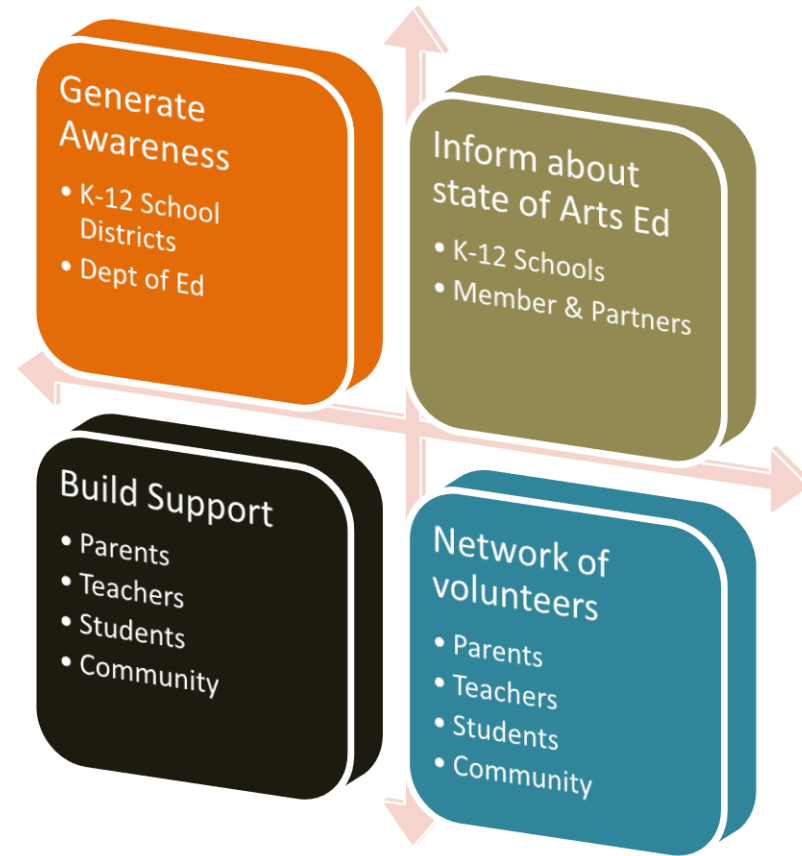 Generate
Awareness
• K-12 School
Districts
• Dept of Ed
Inform about
state of Arts Ed
• K-12 Schools
• Member & Partners
Build Support
• Parents
• Teachers
• Students
• Community
Network of
volunteers
• Parents
• Teachers
• Students
• Community